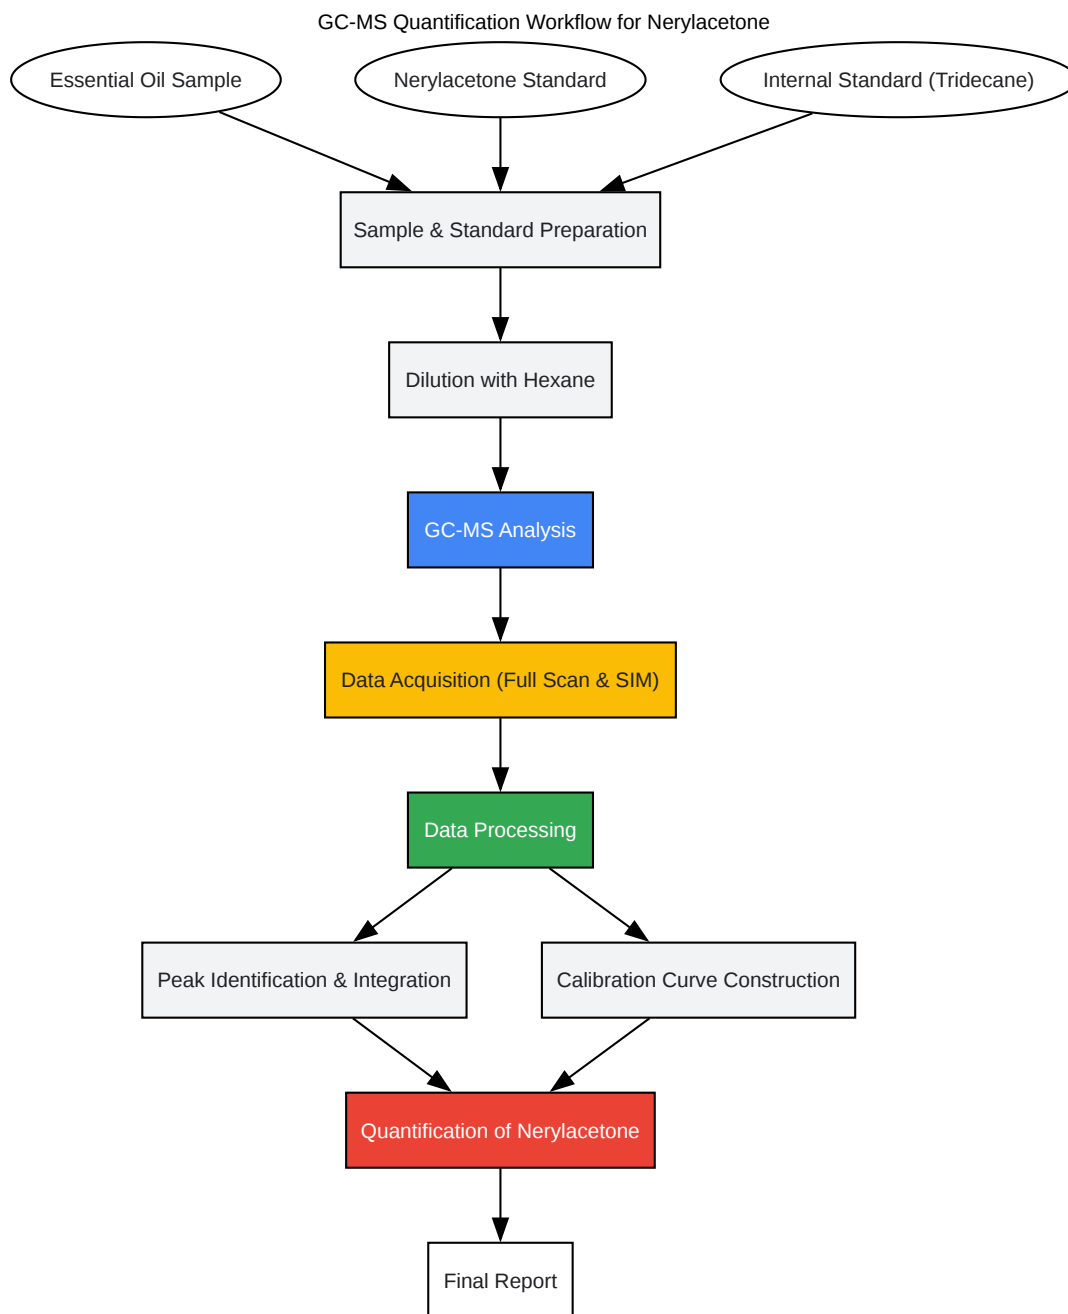 GC-MS Quantification Workflow for Nerylacetone
Essential Oil Sample
Nerylacetone Standard
Internal Standard (Tridecane)
Sample & Standard Preparation
Dilution with Hexane
GC-MS Analysis
Data Acquisition (Full Scan & SIM)
Data Processing
Peak Identification & Integration
Calibration Curve Construction
Quantification of Nerylacetone
Final Report